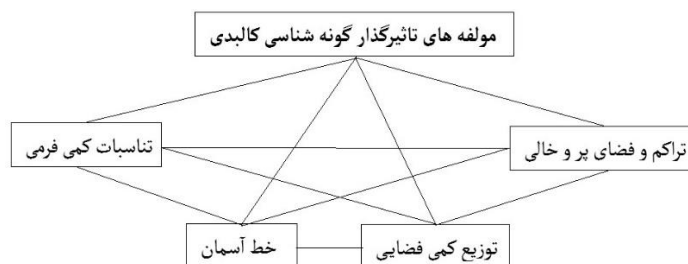 مولفه های تاثیرگذار گونه شناسی کالبدی
تراکم و فضای پر و خالی
تناسبات کمی فرمی
توزیع کمی فضایی
خط آسمان